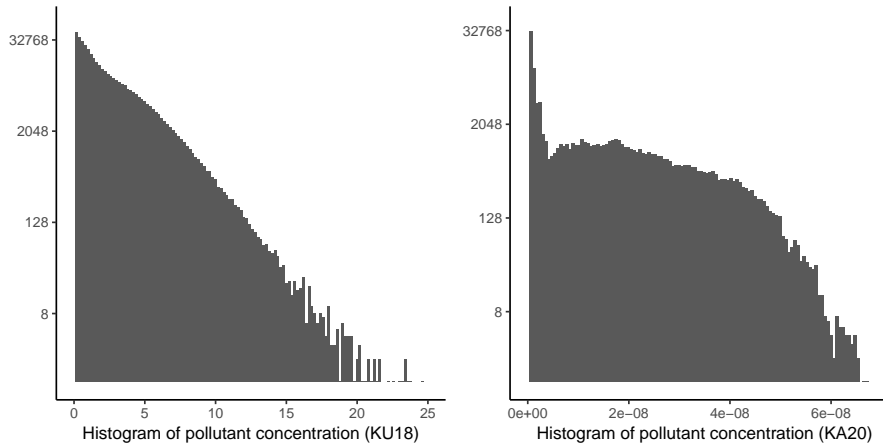 32768
2048
128
8
0
5
10
15
20
25
Histogram of pollutant concentration (KU18)
32768
2048
128
8
0e+00
2e−08
4e−08
6e−08
Histogram of pollutant concentration (KA20)